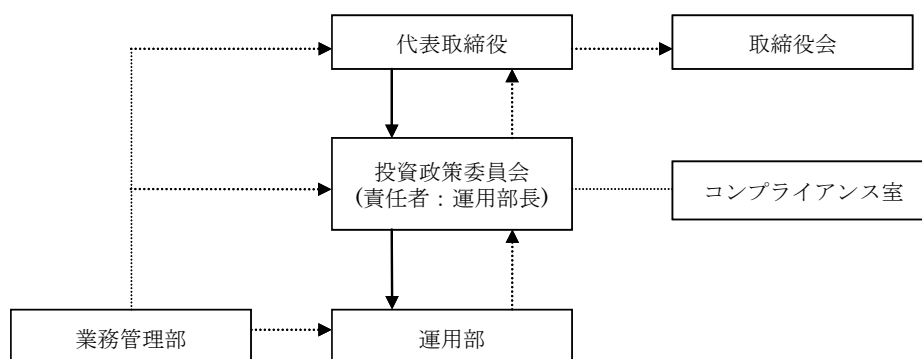 代表取締役
取締役会
投資政策委員会
(責任者：運用部長)
コンプライアンス室
業務管理部
運用部